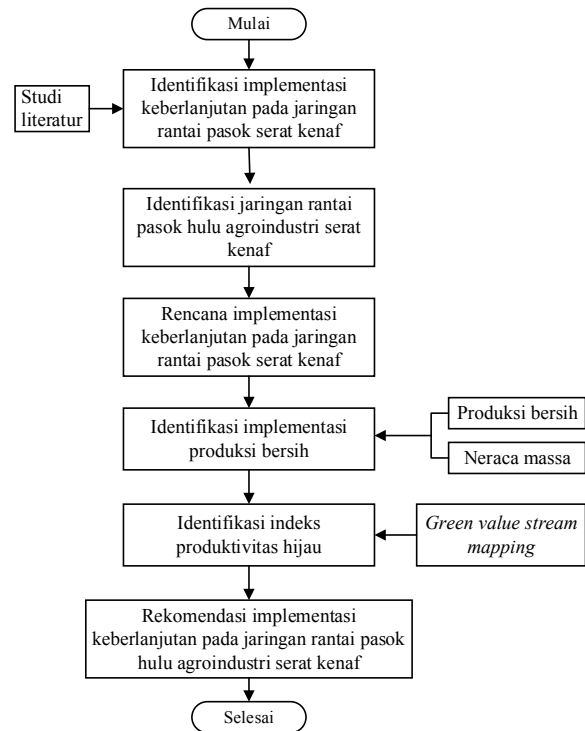 Mulai
Studi
literatur
Identifikasi implementasi
keberlanjutan pada jaringan
rantai pasok serat kenaf
Identifikasi jaringan rantai
pasok hulu agroindustri serat
kenaf
Rencana implementasi
keberlanjutan pada jaringan
rantai pasok serat kenaf
Identifikasi implementasi
produksi bersih
Produksi bersih
Neraca massa
Identifikasi indeks
produktivitas hijau
Green value stream
mapping
Rekomendasi implementasi
keberlanjutan pada jaringan rantai pasok
hulu agroindustri serat kenaf
Selesai